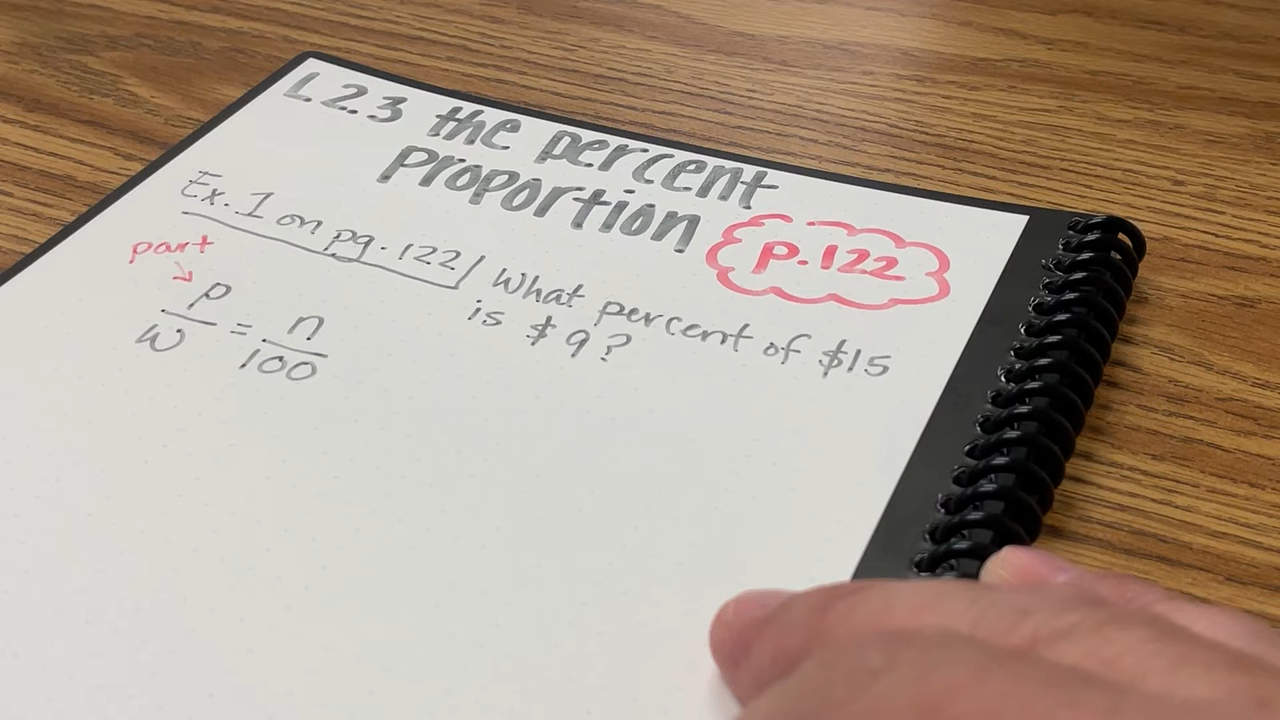 L2.3 the percent
proportion
p.122
Ex. 1 on pg. 122/ What percent of $15
is $9?
part
p
w
=
n
100